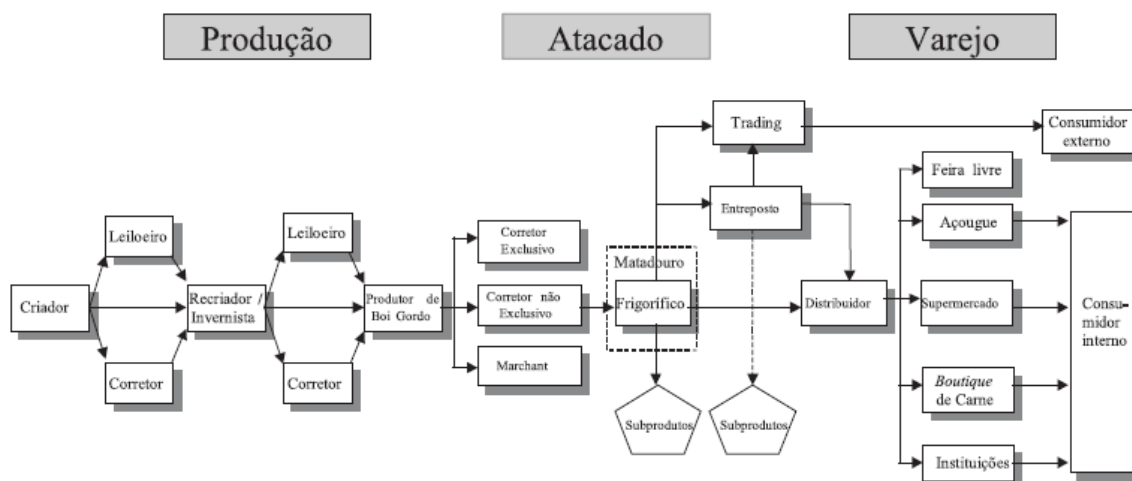 Produção
Atacado
Varejo
Trading
Consumidor
externo
Feira livre
Entreposto
Leiloeiro
Leiloeiro
Corretor
Exclusivo
Açougue
Matadouro
Criador
Recriador /
Invernista
Produtor de
Boi Gordo
Corretor não
Exclusivo
Frigorífico
Distribuidor
Supermercado
Consu-
midor
interno
Corretor
Corretor
Marchant
Boutique
de Carne
Subprodutos
Subprodutos
Instituições